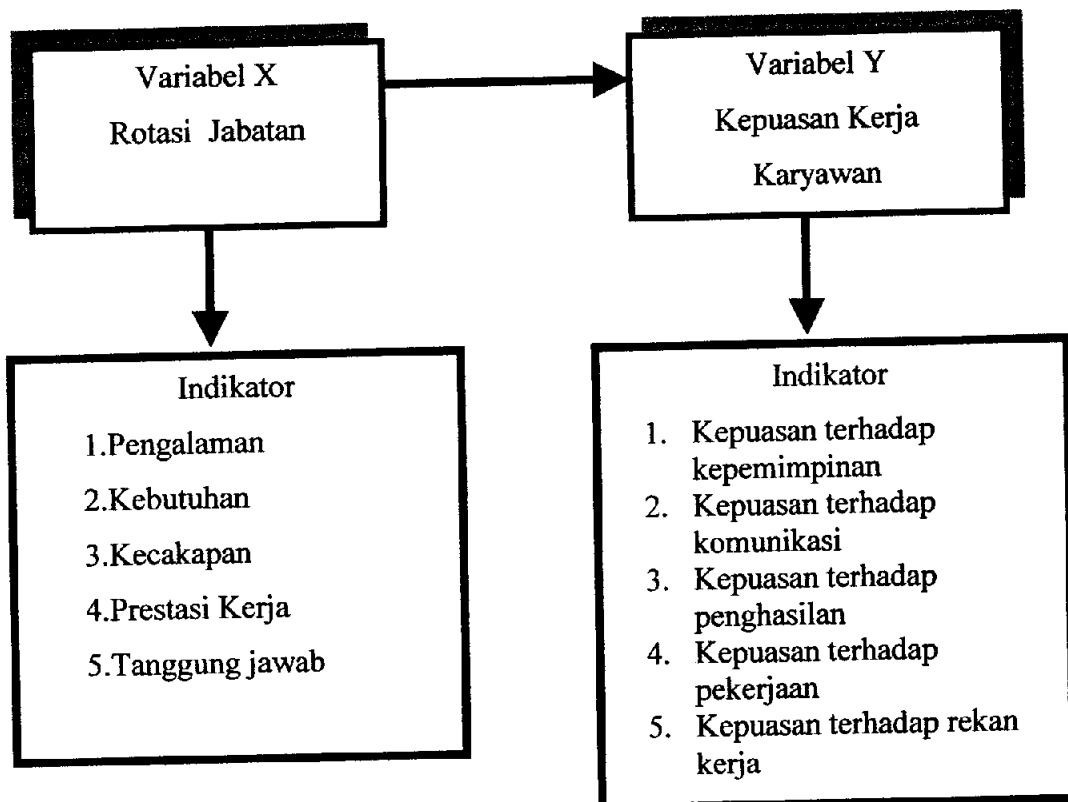 Variabel X
Rotasi Jabatan
Variabel Y
Kepuasan Kerja
Karyawan
Indikator
1.Pengalaman
2.Kebutuhan
3.Kecakapan
4.Prestasi Kerja
5.Tanggung jawab
Indikator
1. Kepuasan terhadap
kepemimpinan
2. Kepuasan terhadap
komunikasi
3. Kepuasan terhadap
penghasilan
4. Kepuasan terhadap
pekerjaan
5. Kepuasan terhadap rekan
kerja